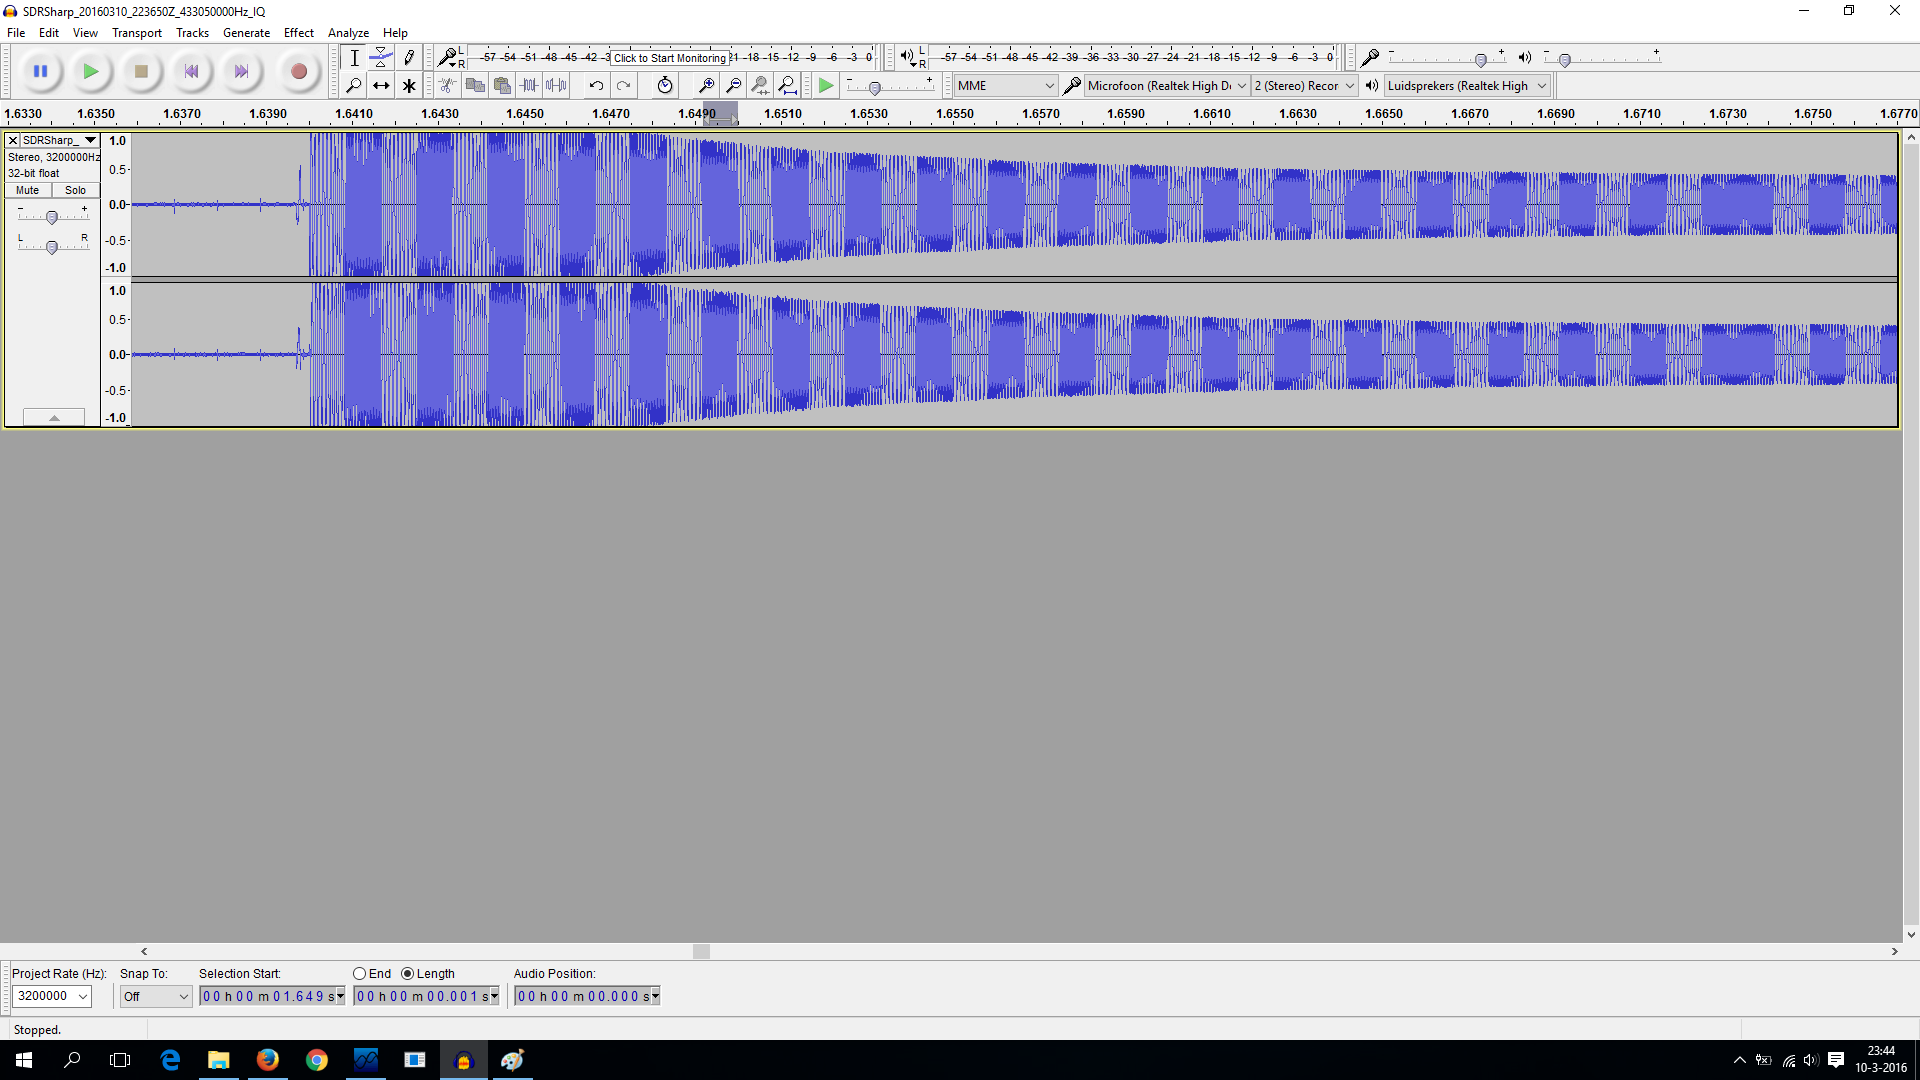 SDRSharp_20160310_223650Z_433050000Hz_IQ
File Edit View Transport Tracks Generate Effect Analyze Help
L R -57 -54 -51 -48 -45 -42 Click to Start Monitoring -18 -15 -12 -9 -6 -3 0
L R -57 -54 -51 -48 -45 -42 -39 -36 -33 -30 -27 -24 -21 -18 -15 -12 -9 -6 -3 0
- + - +
- + MME Microfoon (Realtek High 2 (Stereo) Recor Luidsprekers (Realtek High
1.6330 1.6350 1.6370 1.6390 1.6410 1.6430 1.6450 1.6470 1.6490 1.6510 1.6530 1.6550 1.6570 1.6590 1.6610 1.6630 1.6650 1.6670 1.6690 1.6710 1.6730 1.6750 1.6770
SDRSharp_
Stereo, 3200000Hz
32-bit float
Mute Solo
- +
L R
1.0
0.5
0.0
-0.5
-1.0
1.0
0.5
0.0
-0.5
-1.0
Project Rate (Hz): Snap To: Selection Start: End Length Audio Position:
3200000 Off 00 h 00 m 01.649 s 00 h 00 m 00.001 s 00 h 00 m 00.000 s
Stopped.
23:44
10-3-2016